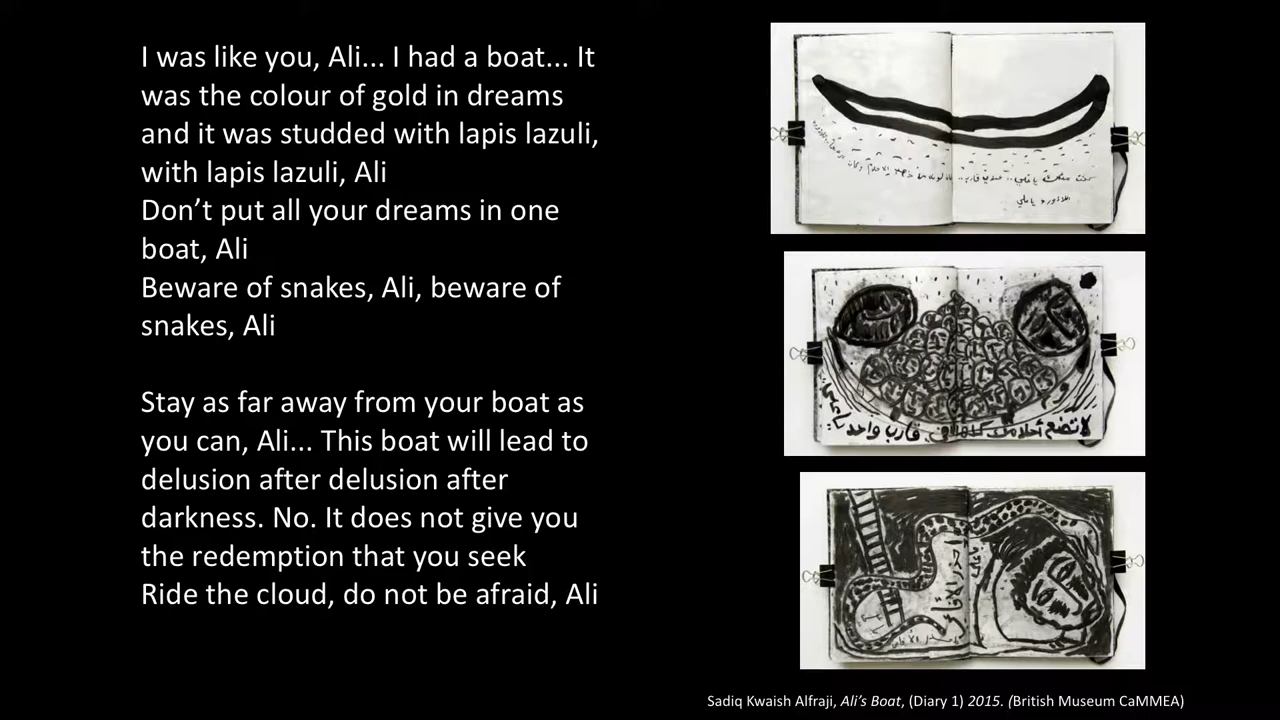 I was like you, Ali... I had a boat... It
was the colour of gold in dreams
and it was studded with lapis lazuli,
with lapis lazuli, Ali
Don’t put all your dreams in one
boat, Ali
Beware of snakes, Ali, beware of
snakes, Ali
Stay as far away from your boat as
you can, Ali... This boat will lead to
delusion after delusion after
darkness. No. It does not give you
the redemption that you seek
Ride the cloud, do not be afraid, Ali
لا تضع أحلامك كلها في قارب واحد يا علي
Sadiq Kwaish Alfraji, Ali’s Boat, (Diary 1) 2015. (British Museum CaMMEA)